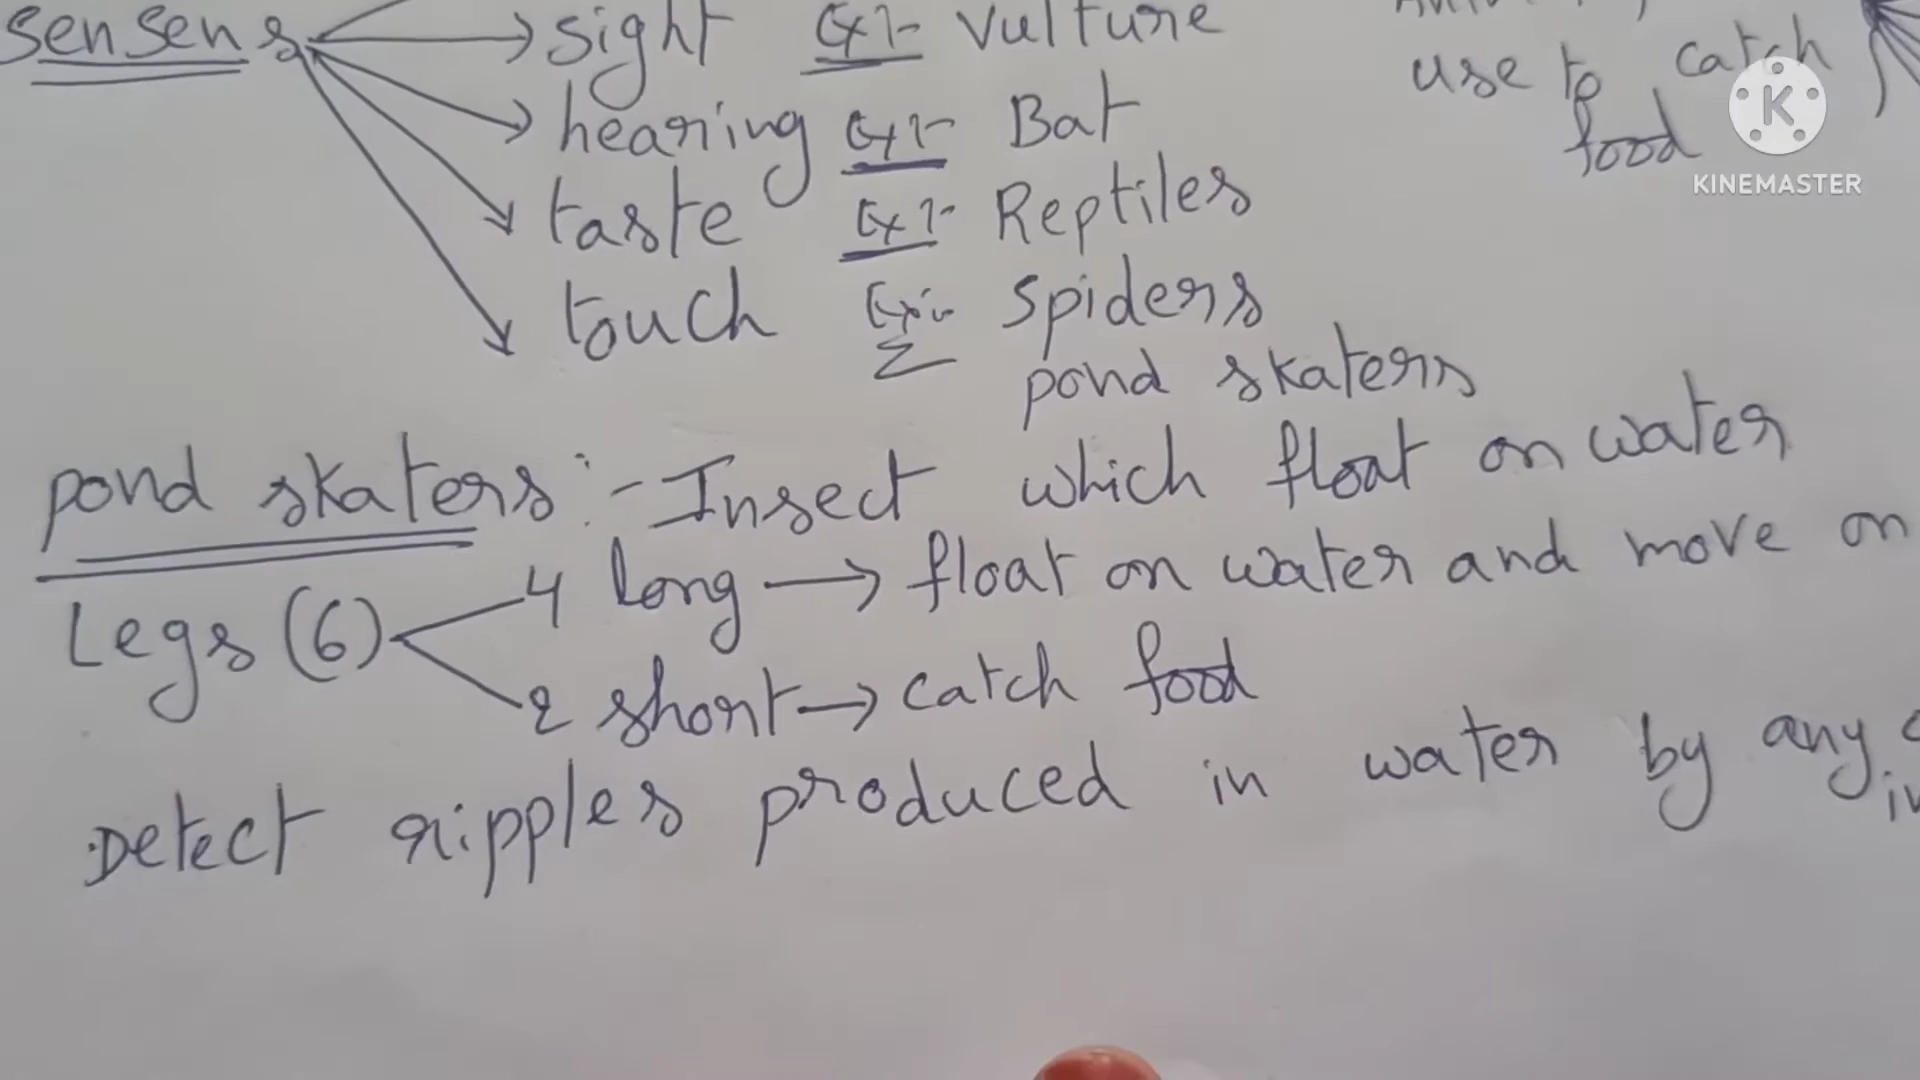 sensens sight Ex:- vulture
hearing Ex:- Bat
taste Ex:- Reptiles
touch Ex:- spiders
pond skaters
use to catch
food
KINEMASTER
pond skaters:- Insect which float on water
Legs (6) 4 long → float on water and move on
2 short → catch food
Detect ripples produced in water by any